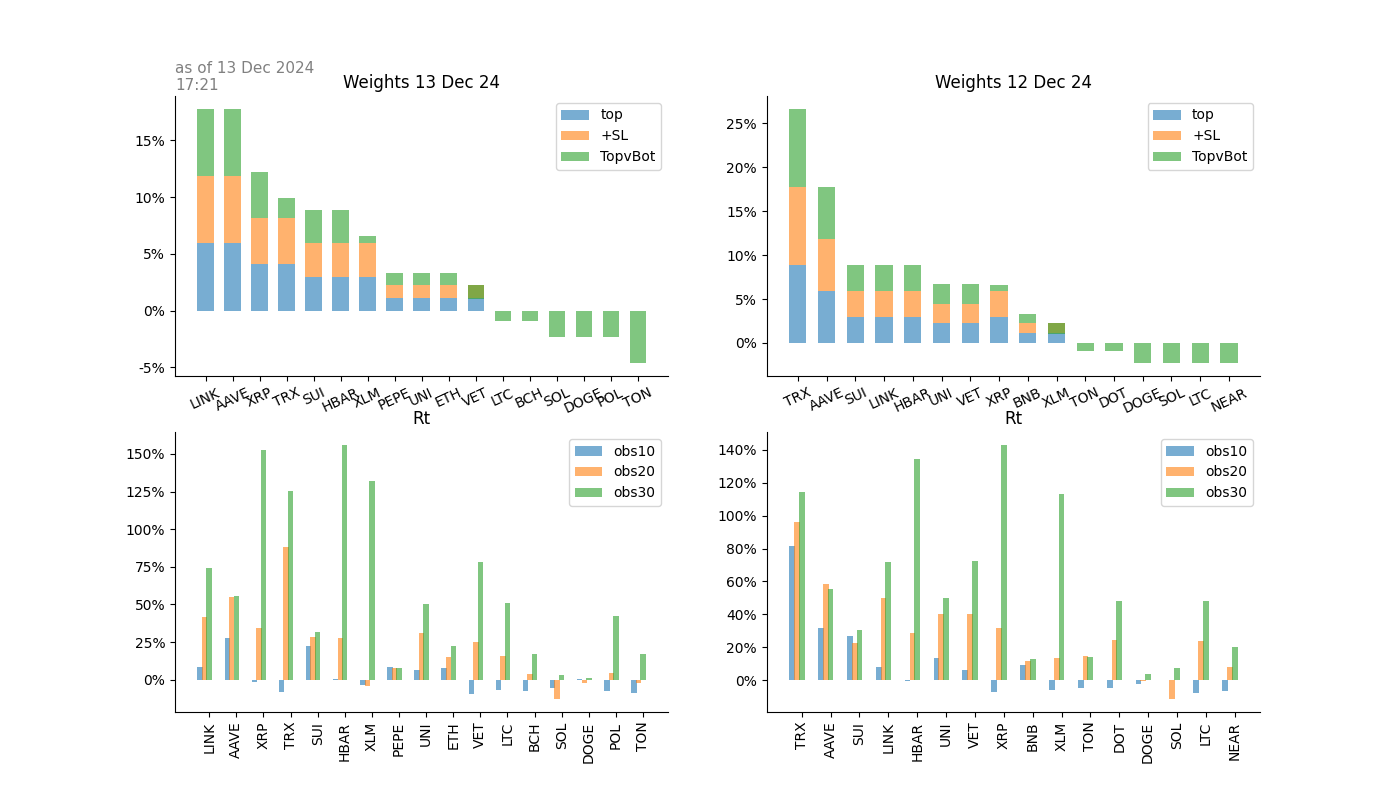 as of 13 Dec 2024
17:21
Weights 13 Dec 24
top
+SL
TopvBot
15%
10%
5%
0%
-5%
LINK AAVE XRP TRX SUI HBAR XLM PEPE UNI ETH VET LTC BCH SOL DOGE POL TON
Weights 12 Dec 24
top
+SL
TopvBot
25%
20%
15%
10%
5%
0%
TRX AAVE SUI LINK HBAR UNI VET XRP BNB XLM TON DOT DOGE SOL LTC NEAR
Rt
obs10
obs20
obs30
150%
125%
100%
75%
50%
25%
0%
LINK AAVE XRP TRX SUI HBAR XLM PEPE UNI ETH VET LTC BCH SOL DOGE POL TON
Rt
obs10
obs20
obs30
140%
120%
100%
80%
60%
40%
20%
0%
TRX AAVE SUI LINK HBAR UNI VET XRP BNB XLM TON DOT DOGE SOL LTC NEAR